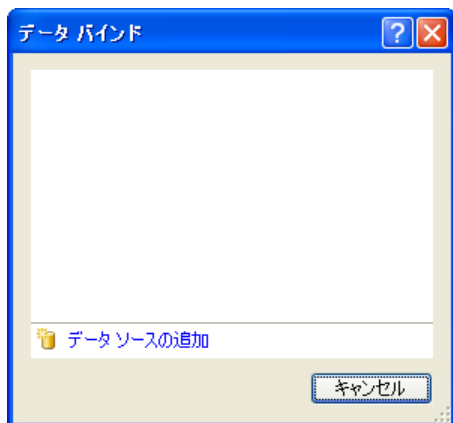 データ バインド
データ ソースの追加
キャンセル